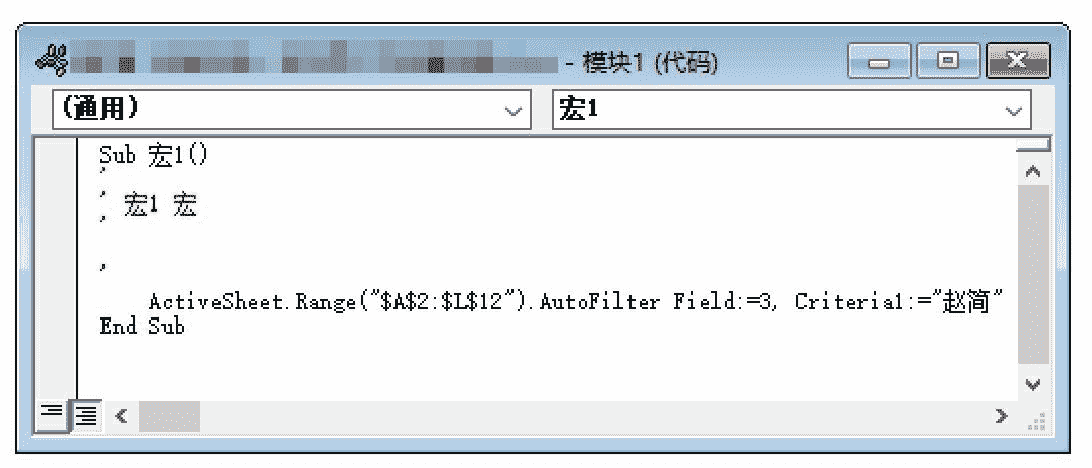 - 模块1 (代码)
(通用)
宏1
Sub 宏1()
'
' 宏1 宏
'

'
ActiveSheet.Range("$A$2:$L$12").AutoFilter Field:=3, Criteria1:="赵简"
End Sub